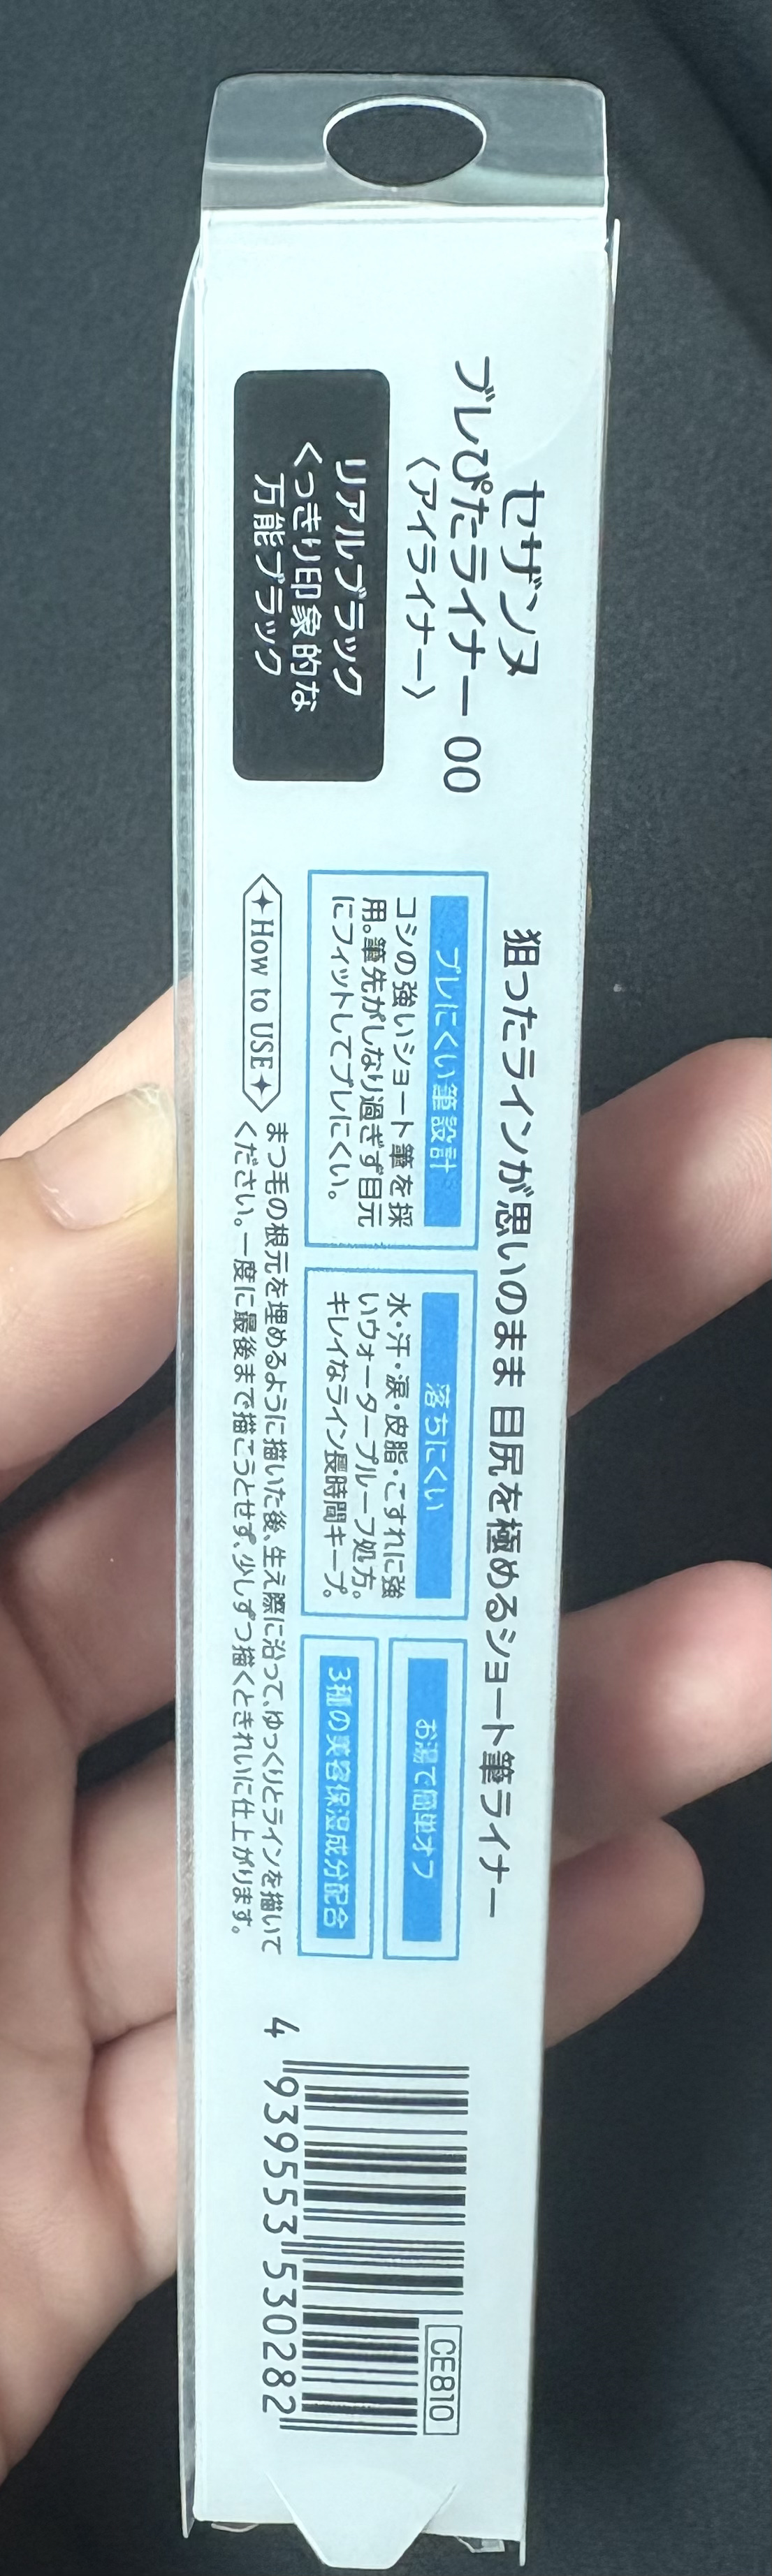 セザンヌ
ブレぴたライナー 00
〈アイライナー〉
リアルブラック
くっきり印象的な
万能ブラック
狙ったラインが思いのまま 目尻を極めるショート筆ライナー
ブレにくい筆設計
コシの強いショート筆を採
用。筆先がしなり過ぎず目元
にフィットしてブレにくい。
落ちにくい
水・汗・涙・皮脂・こすれに強
いウォータープルーフ処方。
キレイなライン長時間キープ。
お湯で簡単オフ
3種の美容保湿成分配合
How to USE
まつ毛の根元を埋めるように描いた後、生え際に沿って、ゆっくりとラインを描いて
ください。一度に最後まで描こうとせず、少しずつ描くときれいに仕上がります。
CE810
4 939553 530282